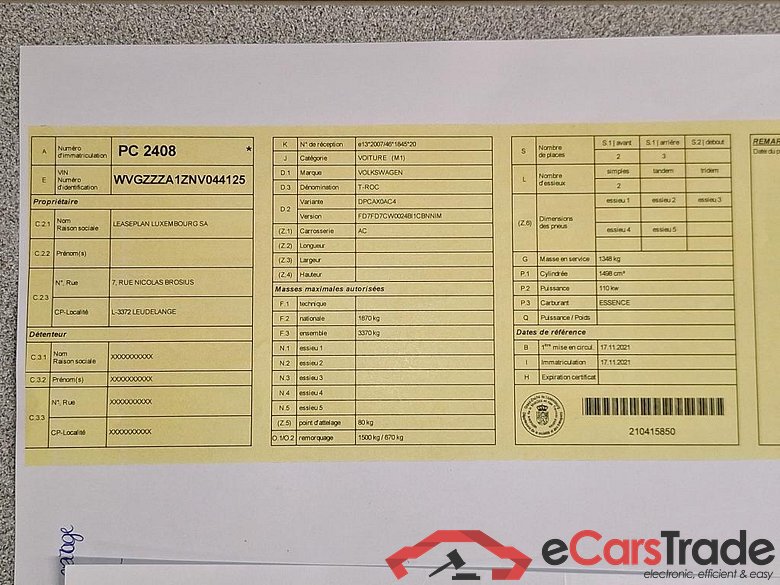 A Numéro d'immatriculation PC 2408 *
E VIN Numéro d'identification WVGZZZA1ZNV044125
Propriétaire
C.2.1 Nom Raison sociale LEASEPLAN LUXEMBOURG SA
C.2.2 Prénom(s)
C.2.3 N°, Rue 7, RUE NICOLAS BROSIUS
CP-Localité L-3372 LEUDELANGE
Détenteur
C.3.1 Nom Raison sociale XXXXXXXXXX
C.3.2 Prénom(s) XXXXXXXXXX
C.3.3 N°, Rue XXXXXXXXXX
CP-Localité XXXXXXXXXX
K N° de réception e13*2007/46*1845*20
J Catégorie VOITURE (M1)
D.1 Marque VOLKSWAGEN
D.3 Dénomination T-ROC
D.2 Variante DPCAX0AC4
Version FD7FD7CW0024BI1CBNNIM
(Z.1) Carrosserie AC
(Z.2) Longueur
(Z.3) Largeur
(Z.4) Hauteur
Masses maximales autorisées
F.1 technique
F.2 nationale 1870 kg
F.3 ensemble 3370 kg
N.1 essieu 1
N.2 essieu 2
N.3 essieu 3
N.4 essieu 4
N.5 essieu 5
(Z.5) point d'attelage 80 kg
O.1/O.2 remorquage 1500 kg / 670 kg
S Nombre de places S.1 | avant S.1 | arrière S.2 | debout
2 3
L Nombre d'essieux simples tandem tridem
2
(Z.6) Dimensions des pneus essieu 1 essieu 2 essieu 3
essieu 4 essieu 5
G Masse en service 1348 kg
P.1 Cylindrée 1498 cm³
P.2 Puissance 110 kw
P.3 Carburant ESSENCE
Q Puissance / Poids
Dates de référence
B 1ère mise en circul. 17.11.2021
I Immatriculation 17.11.2021
H Expiration certificat
210415850
REMAR
Date du
eCarsTrade
electronic, efficient & easy